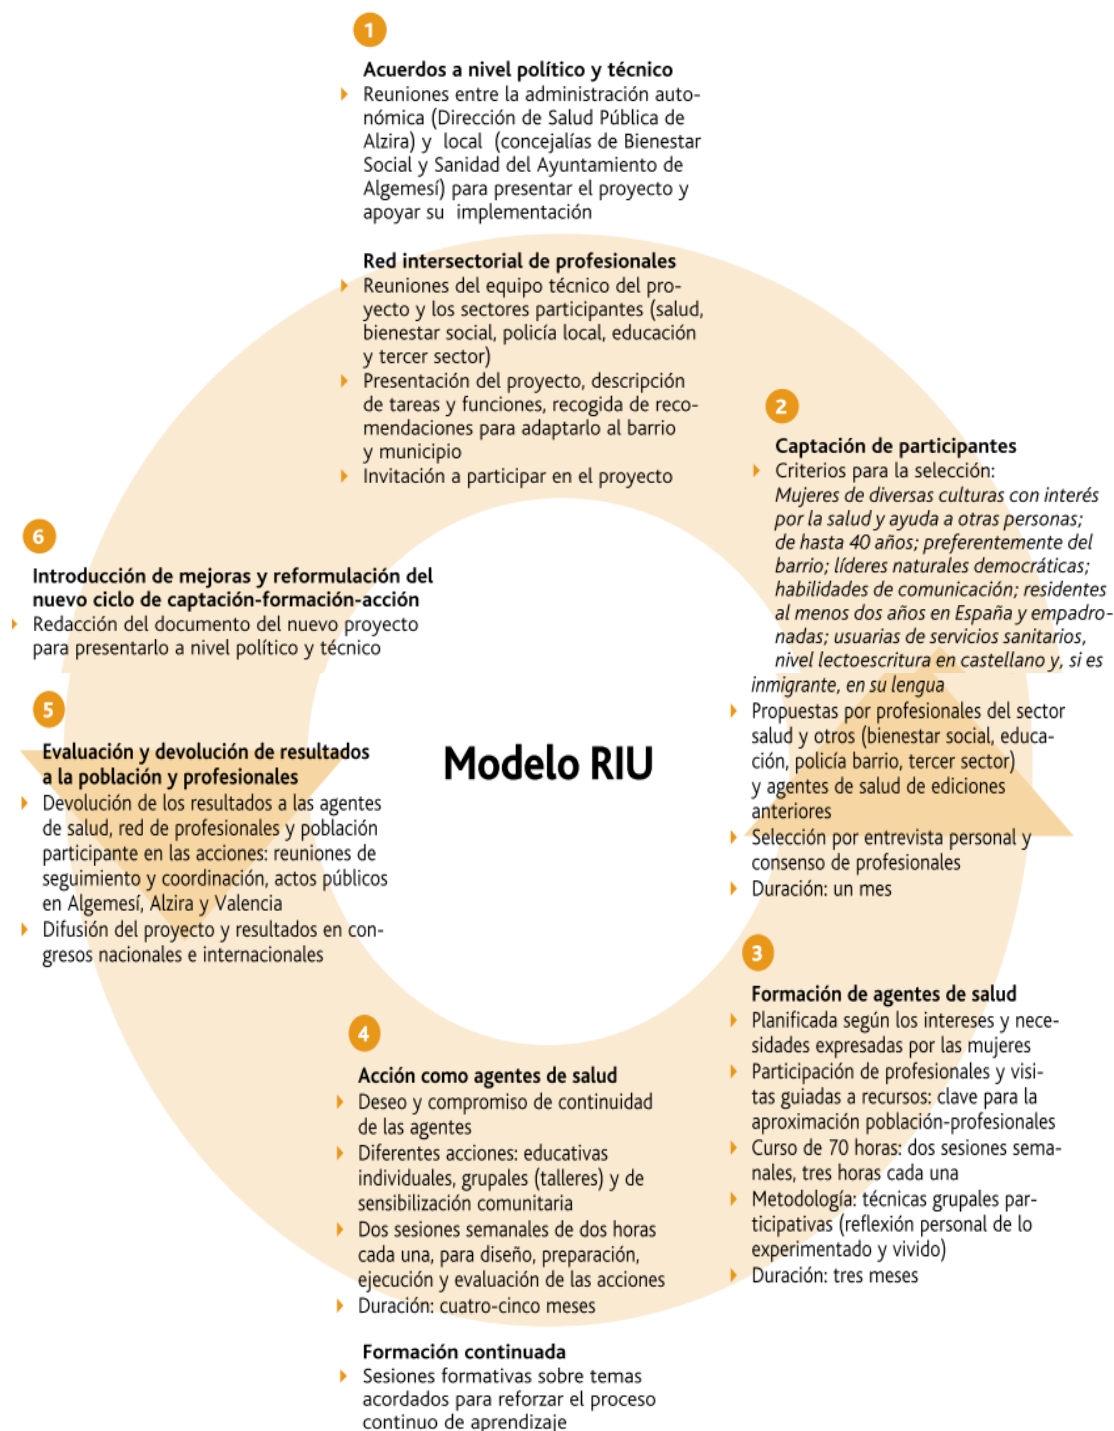 1
Acuerdos a nivel político y técnico
Reuniones entre la administración auto-
nómica (Dirección de Salud Pública de
Alzira) y local (concejalías de Bienestar
Social y Sanidad del Ayuntamiento de
Algemesí) para presentar el proyecto y
apoyar su implementación
Red intersectorial de profesionales
Reuniones del equipo técnico del pro-
yecto y los sectores participantes (salud,
bienestar social, policía local, educación
y tercer sector)
Presentación del proyecto, descripción
de tareas y funciones, recogida de reco-
mendaciones para adaptarlo al barrio
y municipio
Invitación a participar en el proyecto
2
Captación de participantes
Criterios para la selección:
Mujeres de diversas culturas con interés
por la salud y ayuda a otras personas;
de hasta 40 años; preferentemente del
barrio; líderes naturales democráticas;
habilidades de comunicación; residentes
al menos dos años en España y empadro-
nadas; usuarias de servicios sanitarios,
nivel lectoescritura en castellano y, si es
inmigrante, en su lengua
Propuestas por profesionales del sector
salud y otros (bienestar social, educa-
ción, policía barrio, tercer sector)
y agentes de salud de ediciones
anteriores
Selección por entrevista personal y
consenso de profesionales
Duración: un mes
3
Formación de agentes de salud
Planificada según los intereses y nece-
sidades expresadas por las mujeres
Participación de profesionales y visi-
tas guiadas a recursos: clave para la
aproximación población-profesionales
Curso de 70 horas: dos sesiones sema-
nales, tres horas cada una
Metodología: técnicas grupales par-
ticipativas (reflexión personal de lo
experimentado y vivido)
Duración: tres meses
4
Acción como agentes de salud
Deseo y compromiso de continuidad
de las agentes
Diferentes acciones: educativas
individuales, grupales (talleres) y de
sensibilización comunitaria
Dos sesiones semanales de dos horas
cada una, para diseño, preparación,
ejecución y evaluación de las acciones
Duración: cuatro-cinco meses
Formación continuada
Sesiones formativas sobre temas
acordados para reforzar el proceso
continuo de aprendizaje
5
Evaluación y devolución de resultados
a la población y profesionales
Devolución de los resultados a las agentes
de salud, red de profesionales y población
participante en las acciones: reuniones de
seguimiento y coordinación, actos públicos
en Algemesí, Alzira y Valencia
Difusión del proyecto y resultados en con-
gresos nacionales e internacionales
6
Introducción de mejoras y reformulación del
nuevo ciclo de captación-formación-acción
Redacción del documento del nuevo proyecto
para presentarlo a nivel político y técnico
Modelo RIU